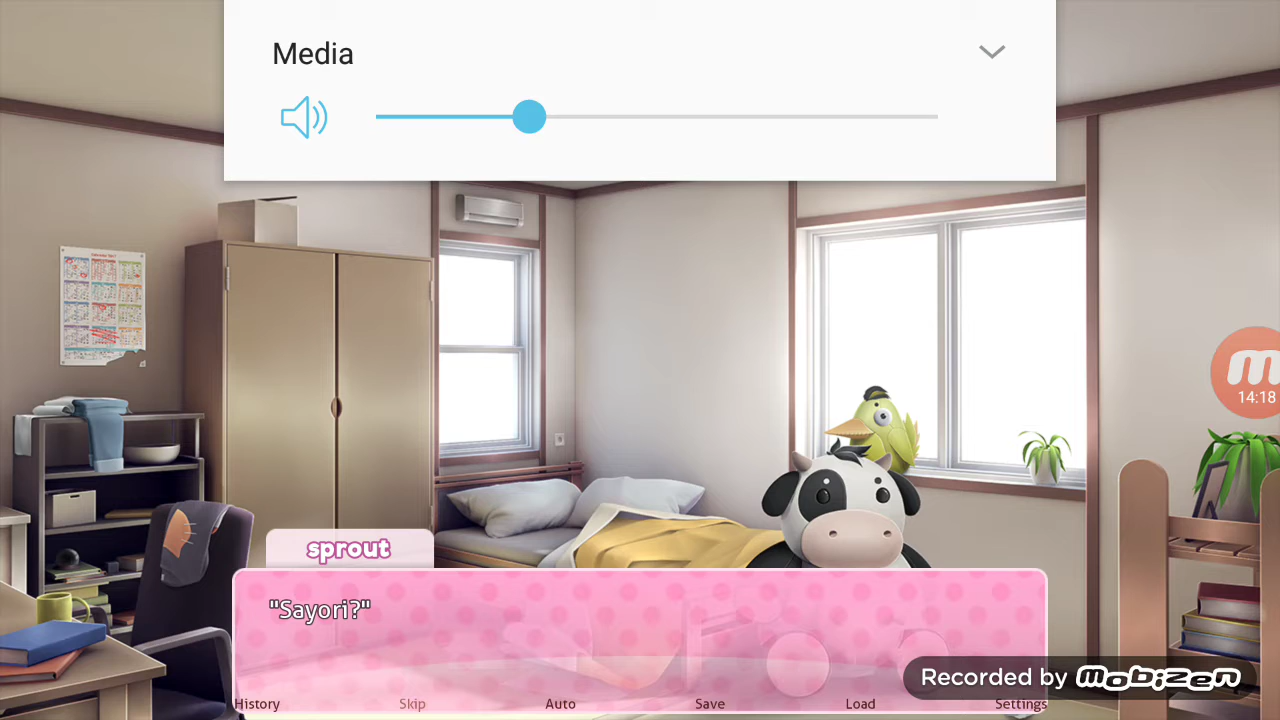 Media
14:18
sprout
"Sayori?"
Recorded by mobizen
History Skip Auto Save Load Settings